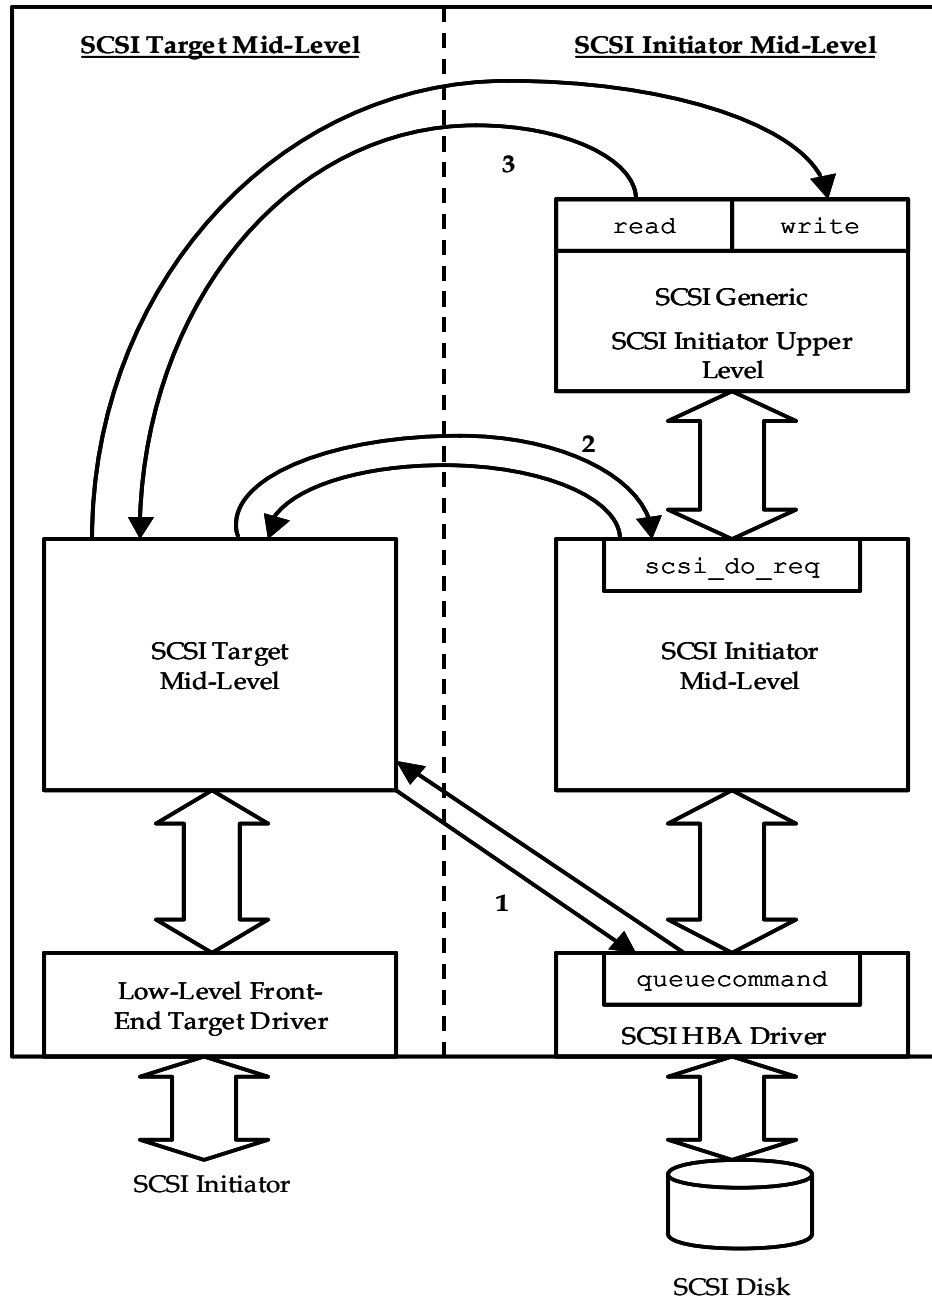 SCSI Target Mid-Level
SCSI Initiator Mid-Level
3
read
write
SCSI Generic
SCSI Initiator Upper
Level
2
scsi_do_req
SCSI Target
Mid-Level
SCSI Initiator
Mid-Level
1
Low-Level Front-
End Target Driver
queuecommand
SCSI HBA Driver
SCSI Initiator
SCSI Disk